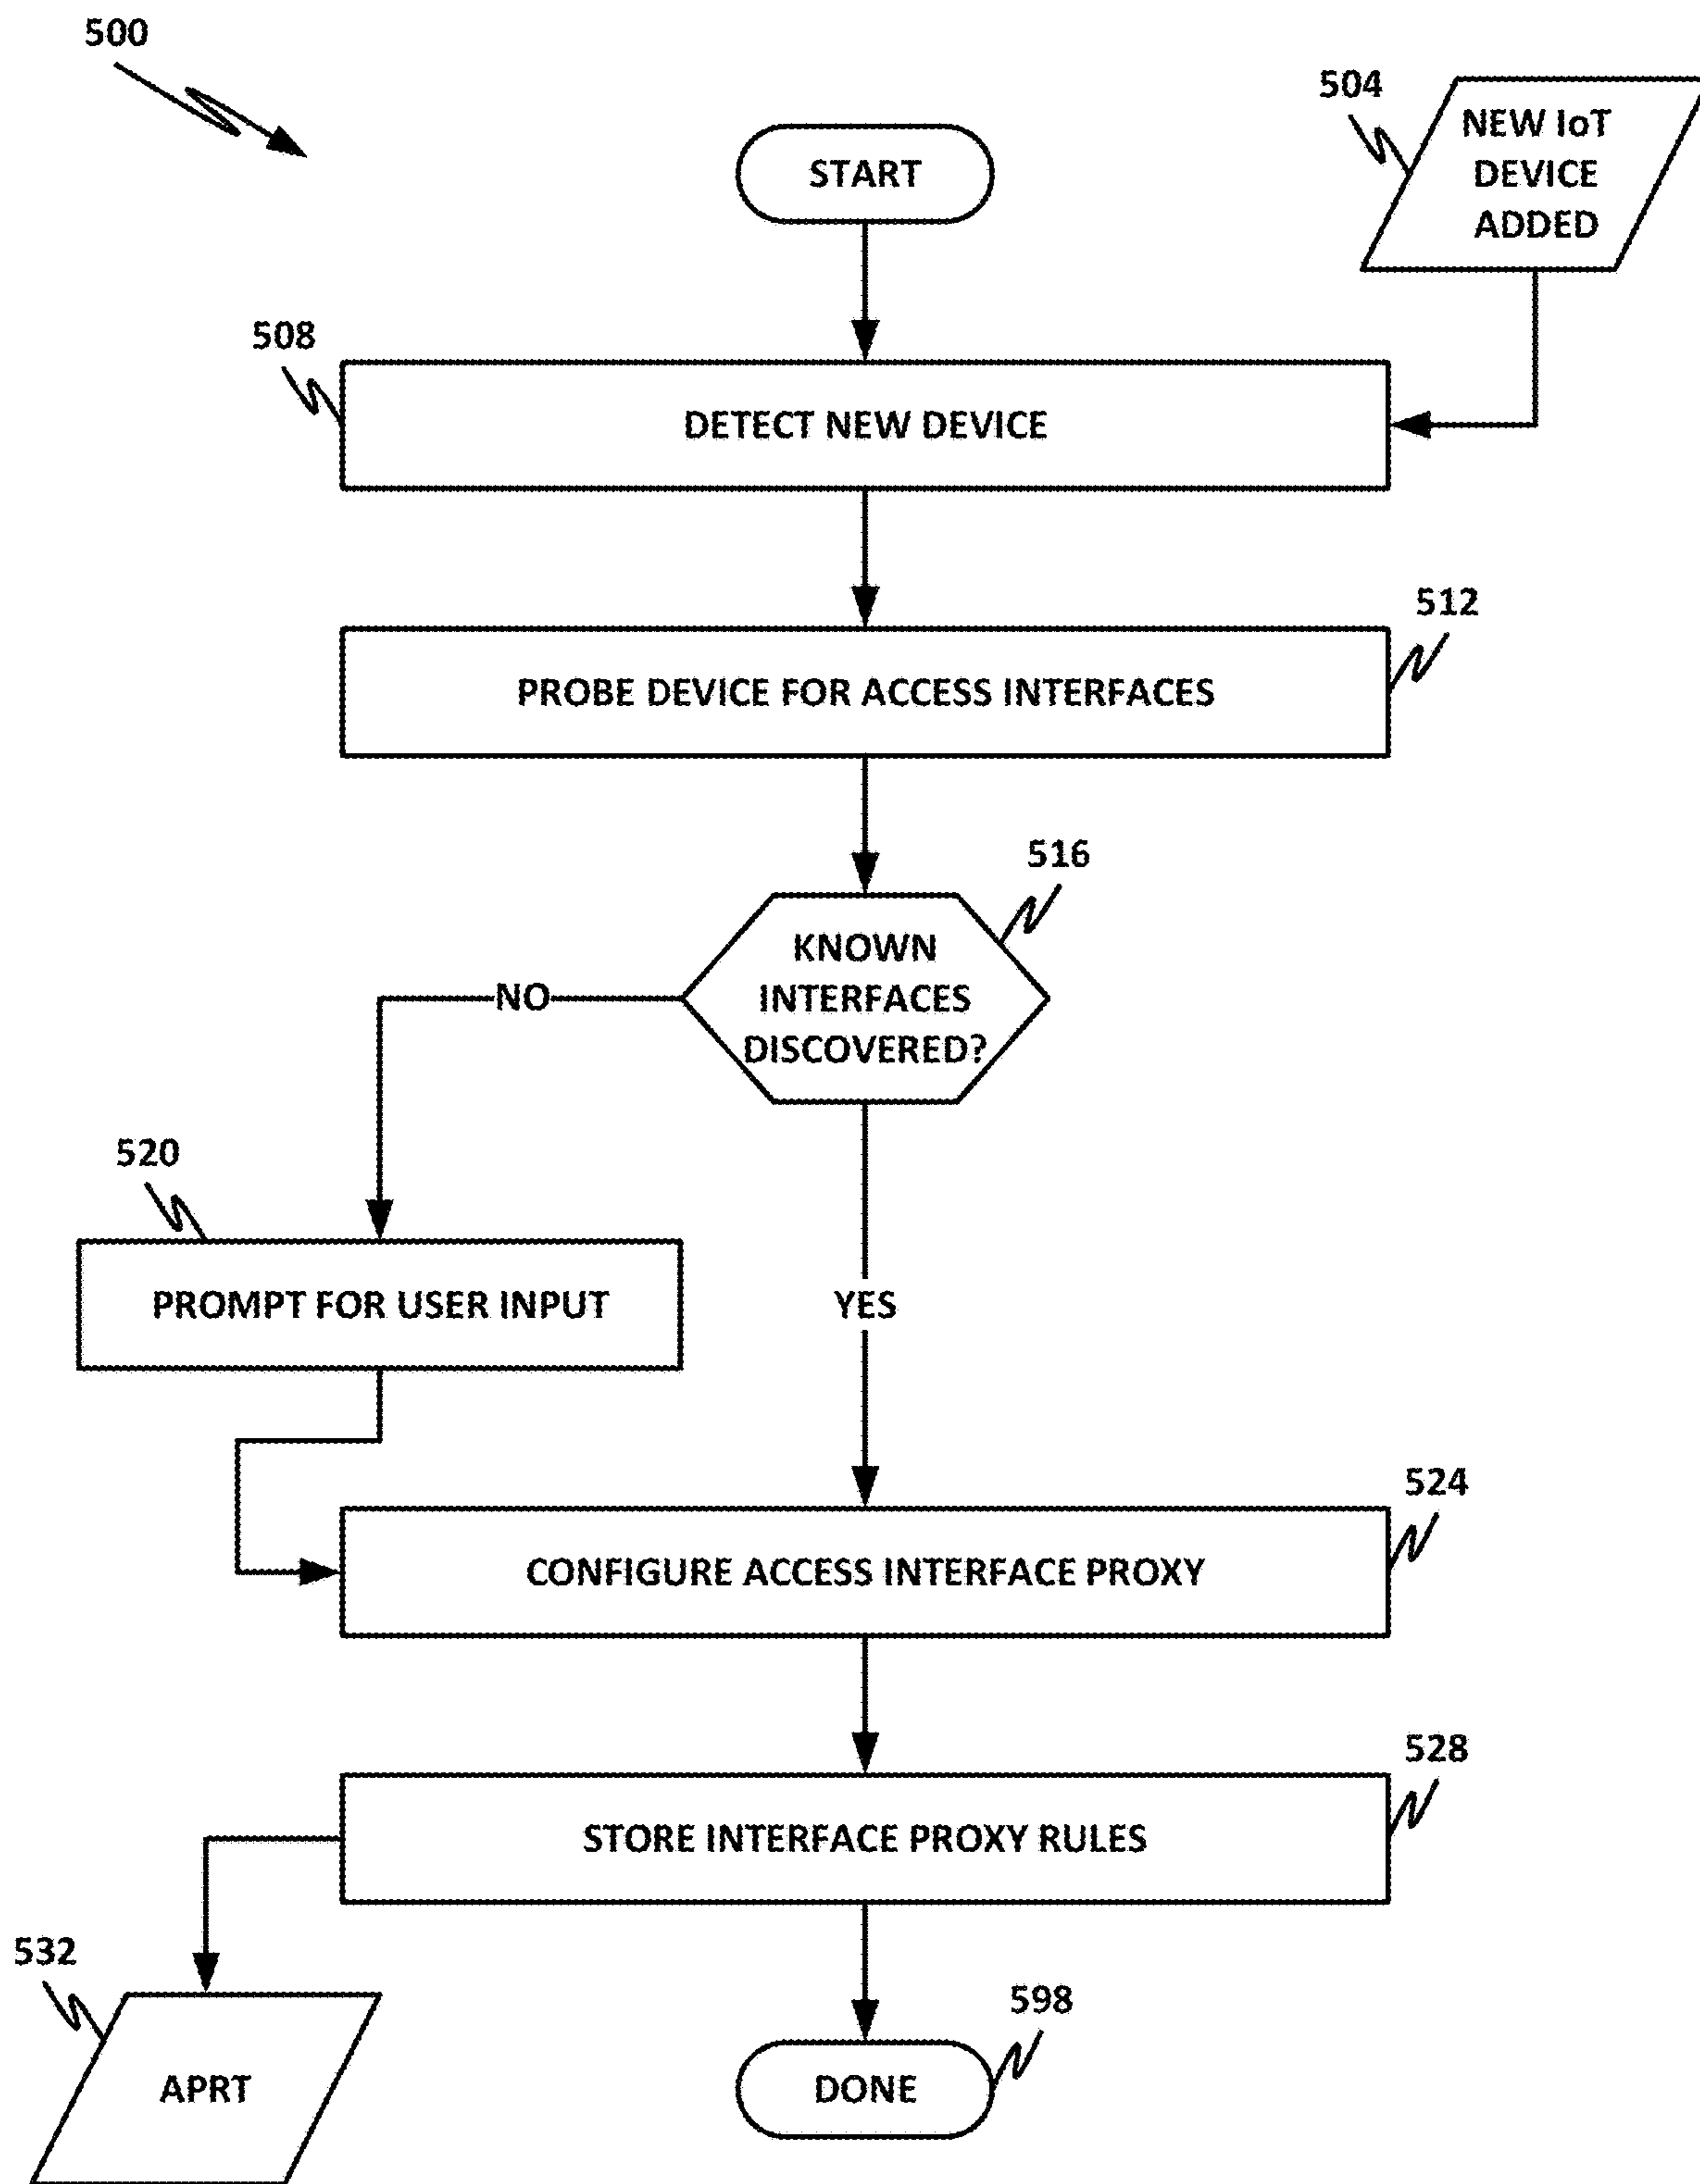 500
504
NEW IoT
DEVICE
ADDED
START
508
DETECT NEW DEVICE
512
PROBE DEVICE FOR ACCESS INTERFACES
516
KNOWN
INTERFACES
DISCOVERED?
NO
520
PROMPT FOR USER INPUT
YES
524
CONFIGURE ACCESS INTERFACE PROXY
528
STORE INTERFACE PROXY RULES
532
APRT
598
DONE